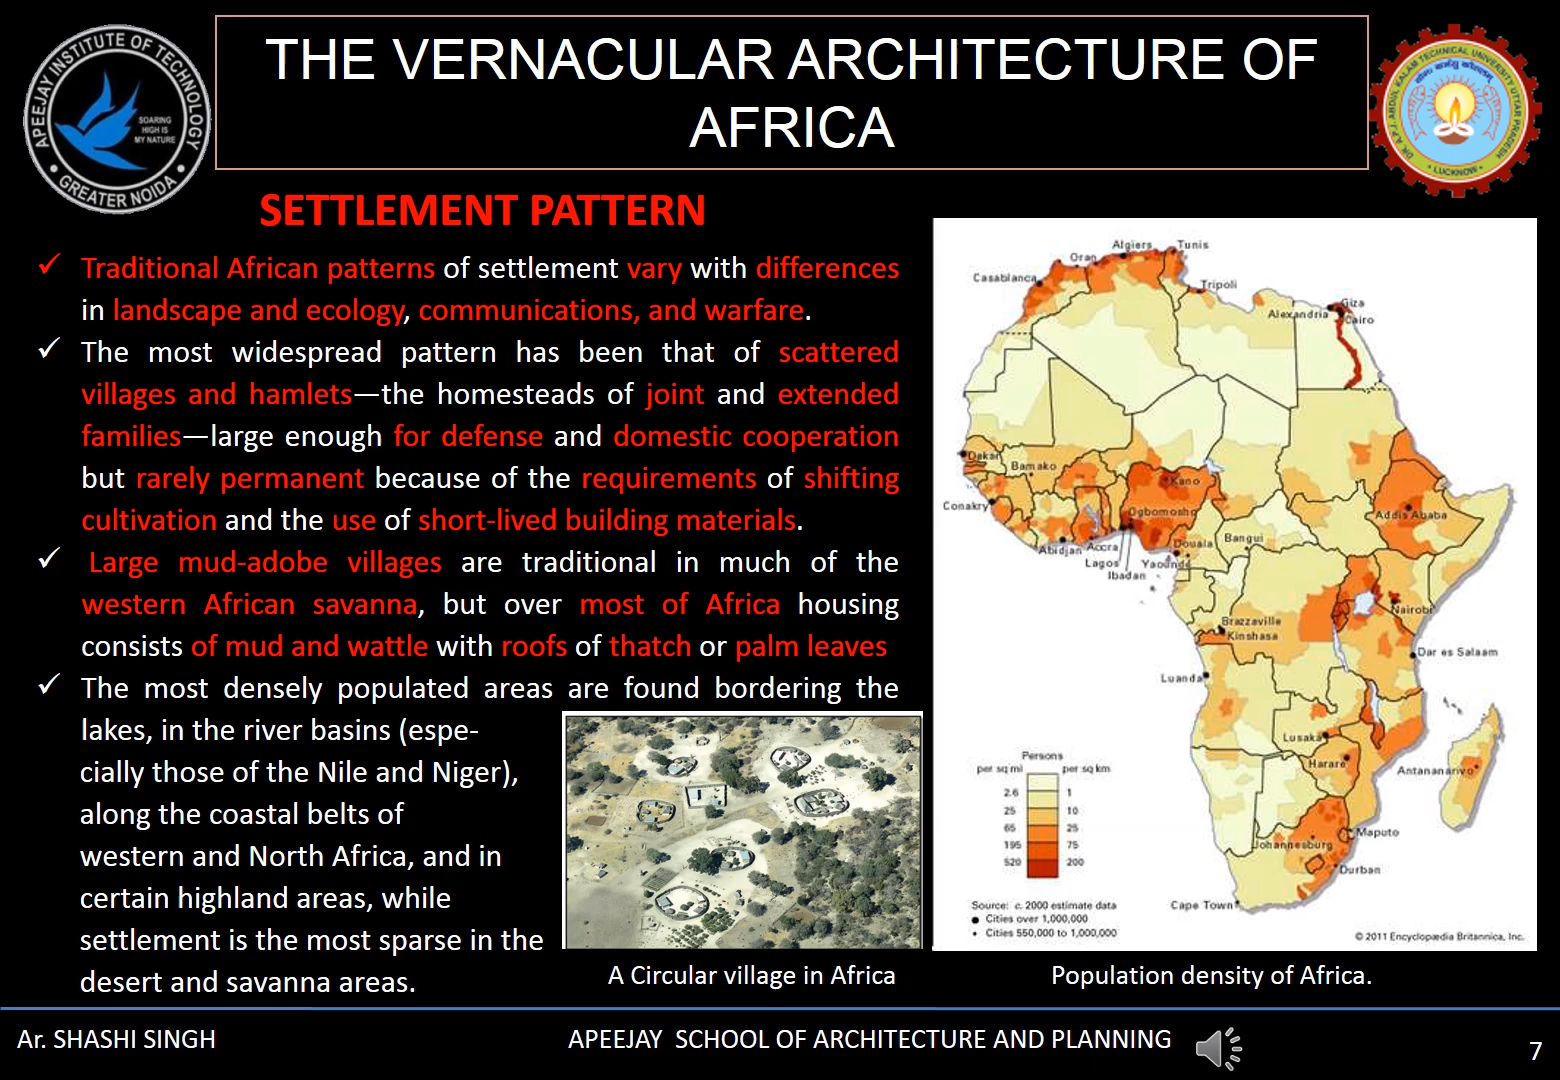 APEEJAY INSTITUTE OF TECHNOLOGY
SOARING
HIGH IS
MY NATURE
• GREATER NOIDA •
THE VERNACULAR ARCHITECTURE OF
AFRICA
DR. A.P.J. ABDUL KALAM TECHNICAL UNIVERSITY UTTAR PRADESH
• LUCKNOW •
SETTLEMENT PATTERN
✓ Traditional African patterns of settlement vary with differences
in landscape and ecology, communications, and warfare.
✓ The most widespread pattern has been that of scattered
villages and hamlets—the homesteads of joint and extended
families—large enough for defense and domestic cooperation
but rarely permanent because of the requirements of shifting
cultivation and the use of short-lived building materials.
✓ Large mud-adobe villages are traditional in much of the
western African savanna, but over most of Africa housing
consists of mud and wattle with roofs of thatch or palm leaves
✓ The most densely populated areas are found bordering the
lakes, in the river basins (espe-
cially those of the Nile and Niger),
along the coastal belts of
western and North Africa, and in
certain highland areas, while
settlement is the most sparse in the
desert and savanna areas.
A Circular village in Africa
Algiers
Tunis
Oran
Casablanca
Tripoli
Giza
Alexandria
Cairo
Dakar
Bamako
Kano
Conakry
Ogbomosho
Addis Ababa
Abidjan
Accra
Douala
Bangui
Lagos
Yaoundé
Ibadan
Nairobi
Brazzaville
Kinshasa
Dar es Salaam
Luanda
Lusaka
Harare
Antananarivo
Maputo
Johannesburg
Durban
Cape Town
Persons
per sq mi per sq km
2.6 1
25 10
65 25
195 75
520 200
Source: c. 2000 estimate data
● Cities over 1,000,000
• Cities 550,000 to 1,000,000
© 2011 Encyclopædia Britannica, Inc.
Population density of Africa.
Ar. SHASHI SINGH
APEEJAY SCHOOL OF ARCHITECTURE AND PLANNING
7